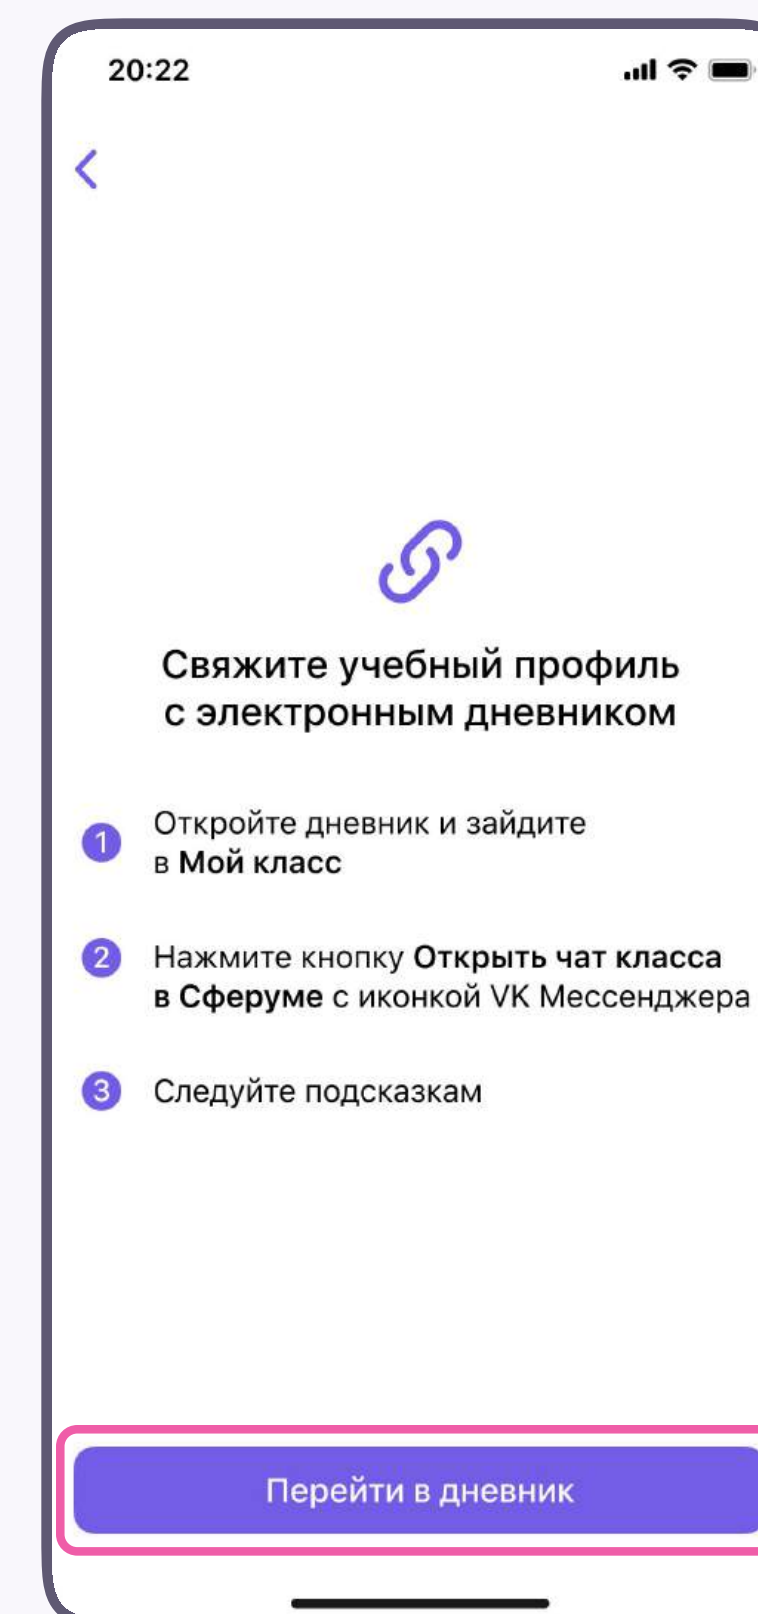 20:22
Свяжите учебный профиль
с электронным дневником
1 Откройте дневник и зайдите
в Мой класс
2 Нажмите кнопку Открыть чат класса
в Сферуме с иконкой VK Мессенджера
3 Следуйте подсказкам
Перейти в дневник